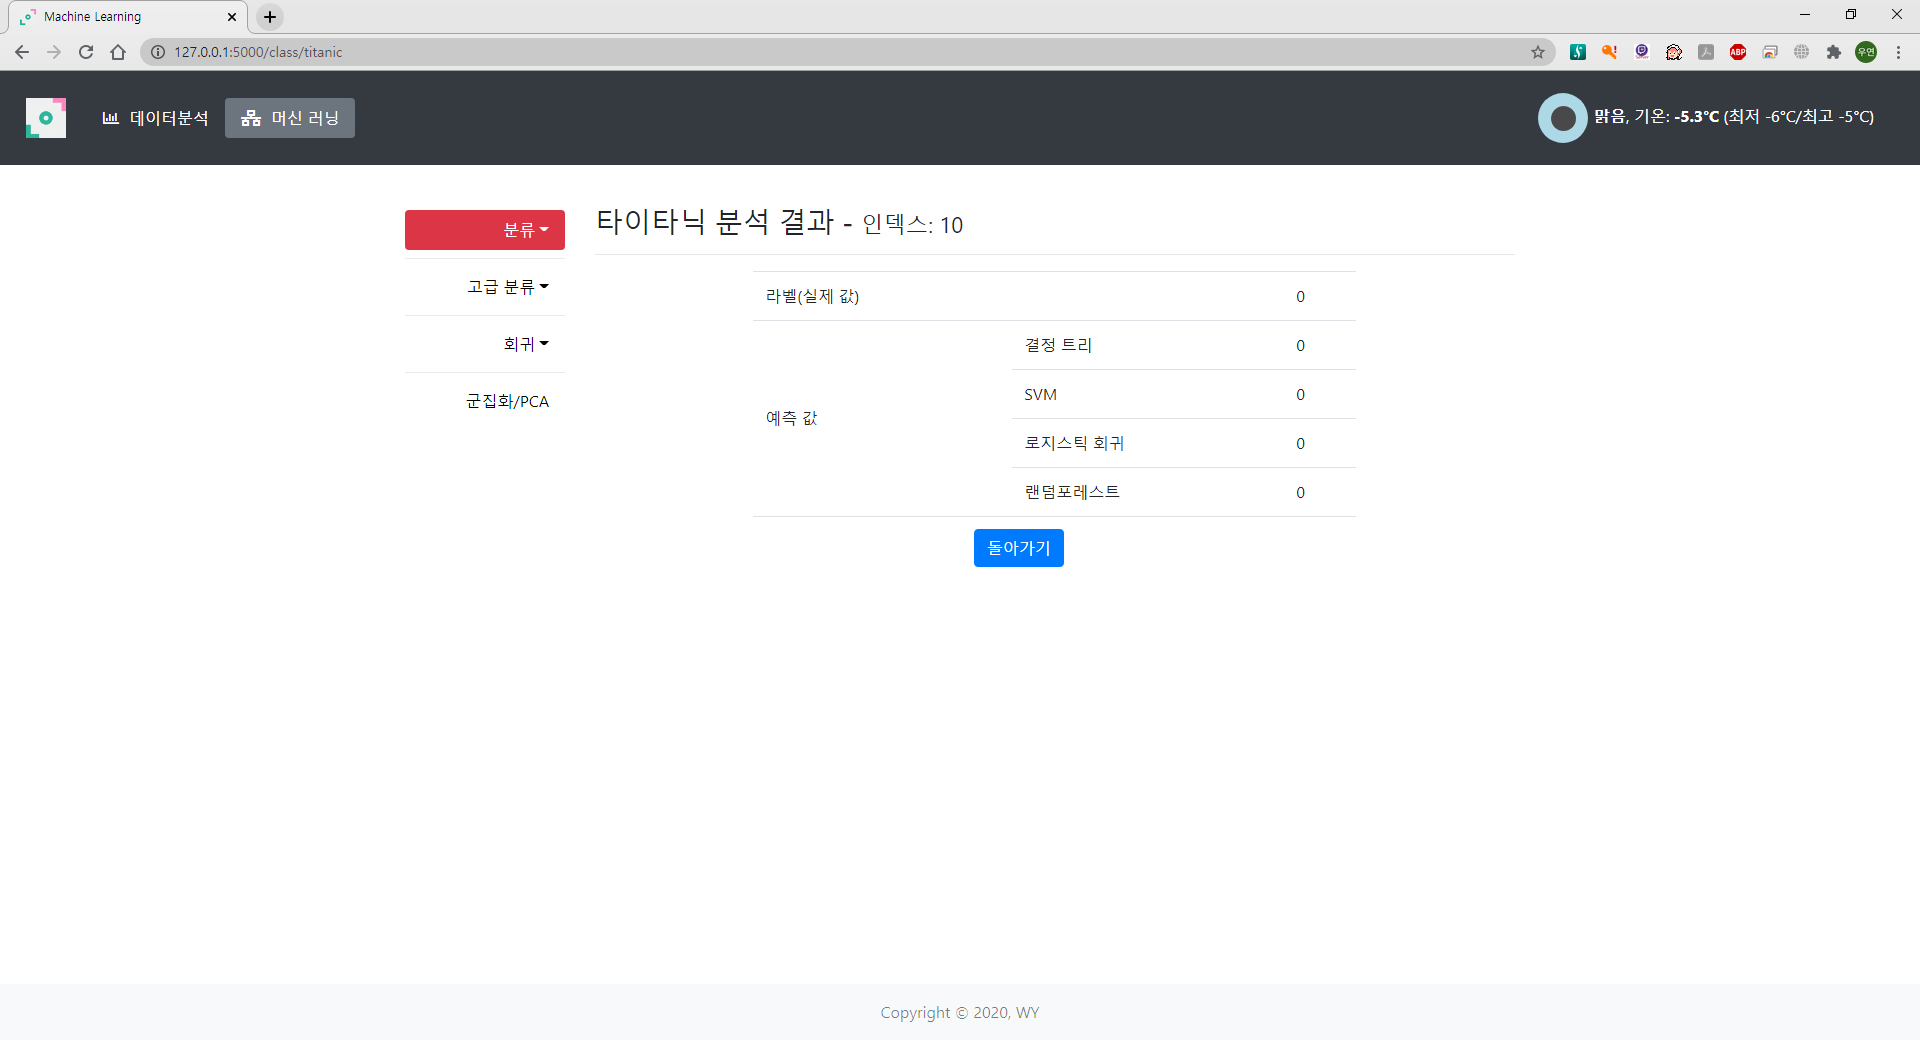 Machine Learning
127.0.0.1:5000/class/titanic
ABP
우연
데이터분석
머신 러닝
맑음, 기온: -5.3℃ (최저 -6℃/최고 -5℃)
분류
고급 분류
회귀
군집화/PCA
타이타닉 분석 결과 - 인덱스: 10
라벨(실제 값) 0
예측 값
결정 트리 0
SVM 0
로지스틱 회귀 0
랜덤포레스트 0
돌아가기
Copyright © 2020, WY